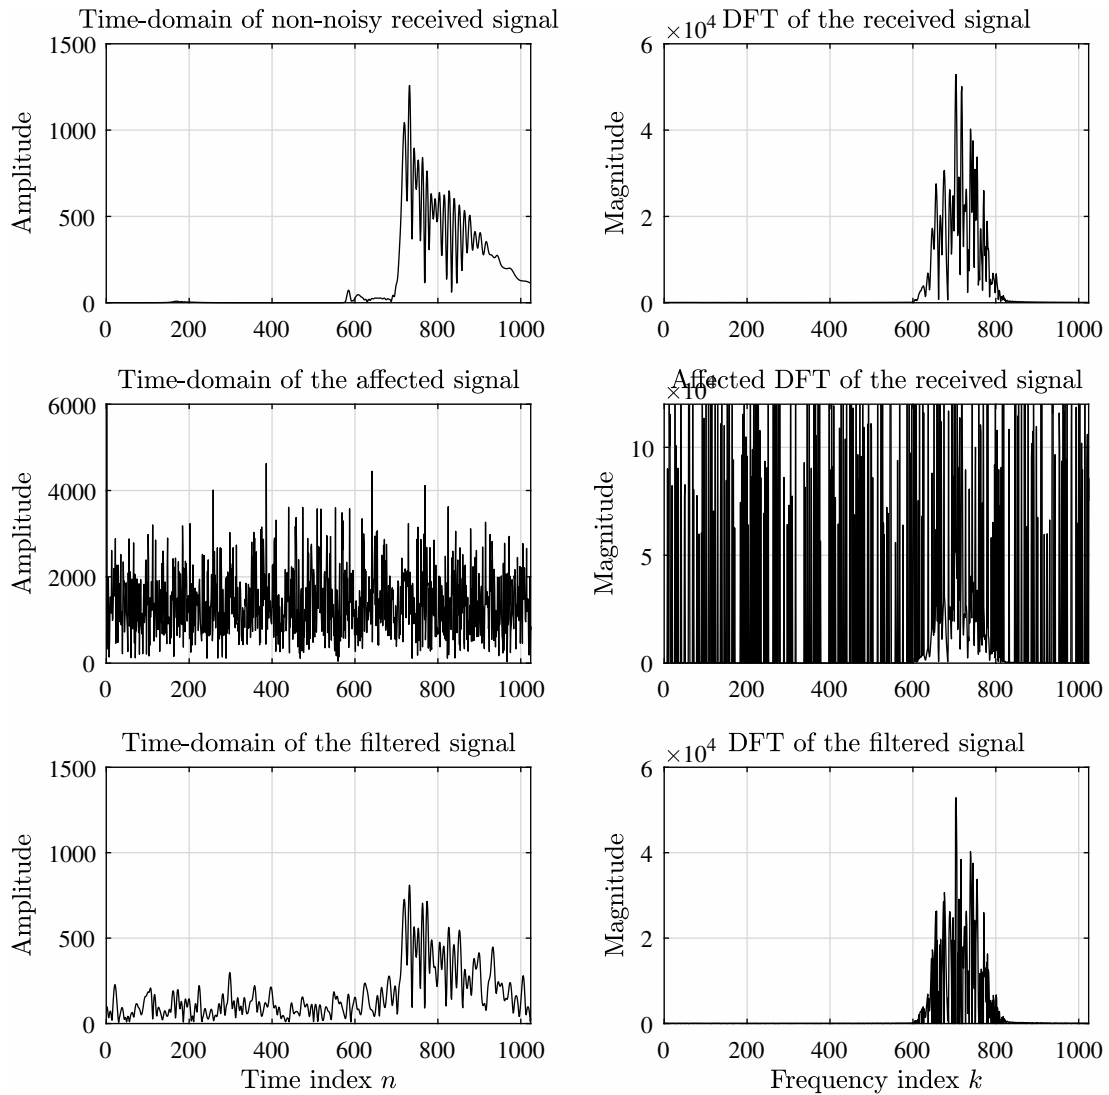 Time-domain of non-noisy received signal
1500
1000
500
0
0 200 400 600 800 1000
Amplitude
×10⁴ DFT of the received signal
6
4
2
0
0 200 400 600 800 1000
Magnitude
Time-domain of the affected signal
6000
4000
2000
0
0 200 400 600 800 1000
Amplitude
Affected DFT of the received signal
×10⁴
10
5
0
0 200 400 600 800 1000
Magnitude
Time-domain of the filtered signal
1500
1000
500
0
0 200 400 600 800 1000
Amplitude
Time index n
×10⁴ DFT of the filtered signal
6
4
2
0
0 200 400 600 800 1000
Magnitude
Frequency index k